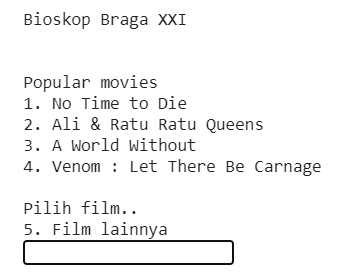 Bioskop Braga XXI
Popular movies
1. No Time to Die
2. Ali & Ratu Ratu Queens
3. A World Without
4. Venom : Let There Be Carnage
Pilih film..
5. Film lainnya